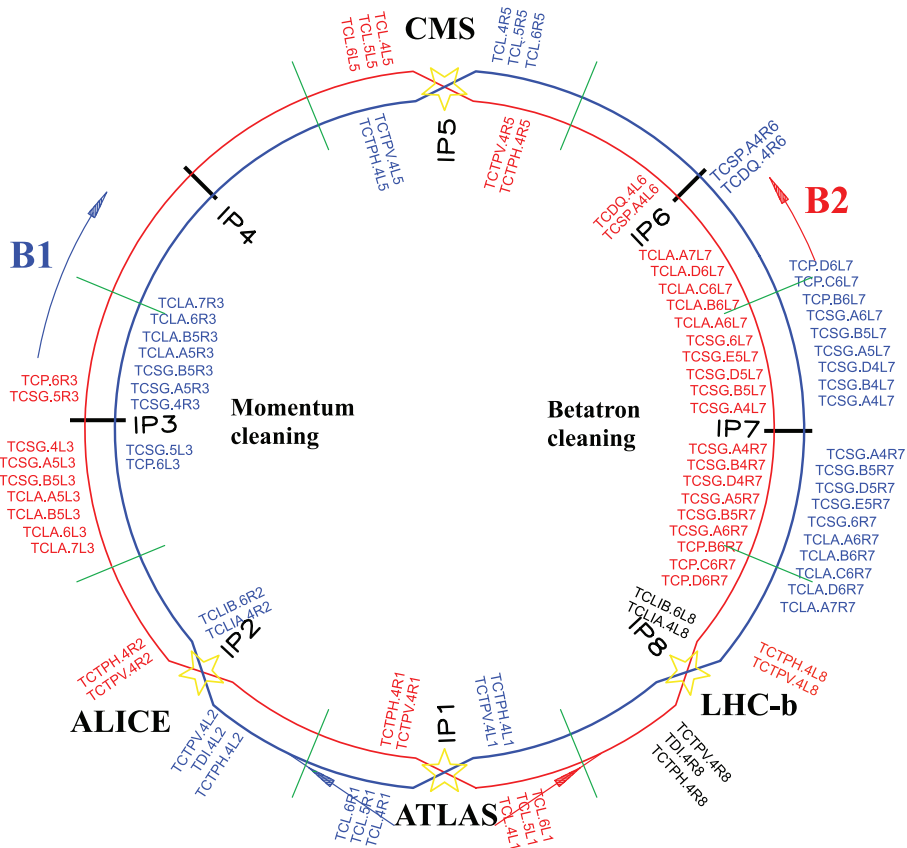 CMS
TCL.4L5
TCL.5L5
TCL.6L5
TCL.4R5
TCL.5R5
TCL.6R5
IP5
TCTPV.4L5
TCTPH.4L5
TCTPV.4R5
TCTPH.4R5
TCSP.A4R6
TCDQ.4R6
TCDQ.4L6
TCSP.A4L6
IP6
IP4
B1
B2
TCLA.A7L7
TCLA.D6L7
TCLA.C6L7
TCLA.B6L7
TCLA.A6L7
TCSG.6L7
TCSG.E5L7
TCSG.D5L7
TCSG.B5L7
TCSG.A4L7
TCP.D6L7
TCP.C6L7
TCP.B6L7
TCSG.A6L7
TCSG.B5L7
TCSG.A5L7
TCSG.D4L7
TCSG.B4L7
TCSG.A4L7
TCLA.7R3
TCLA.6R3
TCLA.B5R3
TCLA.A5R3
TCSG.B5R3
TCSG.A5R3
TCSG.4R3
TCP.6R3
TCSG.5R3
IP3
Momentum
cleaning
Betatron
cleaning
IP7
TCSG.4L3
TCSG.A5L3
TCSG.B5L3
TCLA.A5L3
TCLA.B5L3
TCLA.6L3
TCLA.7L3
TCSG.5L3
TCP.6L3
TCSG.A4R7
TCSG.B4R7
TCSG.D4R7
TCSG.A5R7
TCSG.B5R7
TCSG.A6R7
TCP.B6R7
TCP.C6R7
TCP.D6R7
TCSG.A4R7
TCSG.B5R7
TCSG.D5R7
TCSG.E5R7
TCSG.6R7
TCLA.A6R7
TCLA.B6R7
TCLA.C6R7
TCLA.D6R7
TCLA.A7R7
TCLIB.6R2
TCLIA.4R2
IP2
TCLIB.6L8
TCLIA.4L8
IP8
TCTPH.4R2
TCTPV.4R2
TCTPH.4L8
TCTPV.4L8
ALICE
LHC-b
TCTPV.4L2
TDI.4L2
TCTPH.4L2
TCTPH.4R1
TCTPV.4R1
IP1
TCTPH.4L1
TCTPV.4L1
TCTPV.4R8
TDI.4R8
TCTPH.4R8
TCL.6R1
TCL.5R1
TCL.4R1
ATLAS
TCL.6L1
TCL.5L1
TCL.4L1